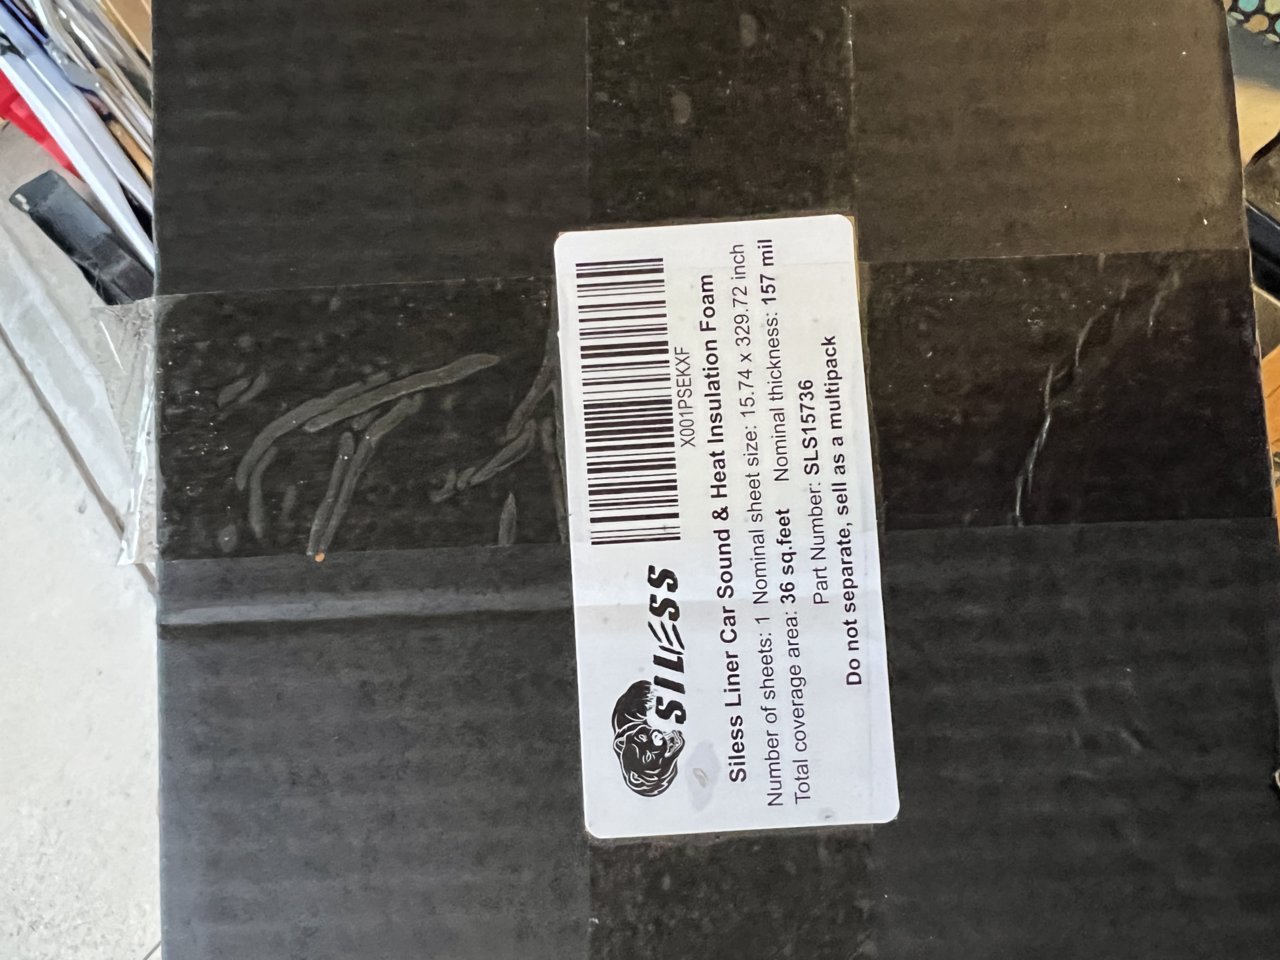 SILESS
X001PSEKXF
Siless Liner Car Sound & Heat Insulation Foam
Number of sheets: 1 Nominal sheet size: 15.74 x 329.72 inch
Total coverage area: 36 sq.feet Nominal thickness: 157 mil
Part Number: SLS15736
Do not separate, sell as a multipack